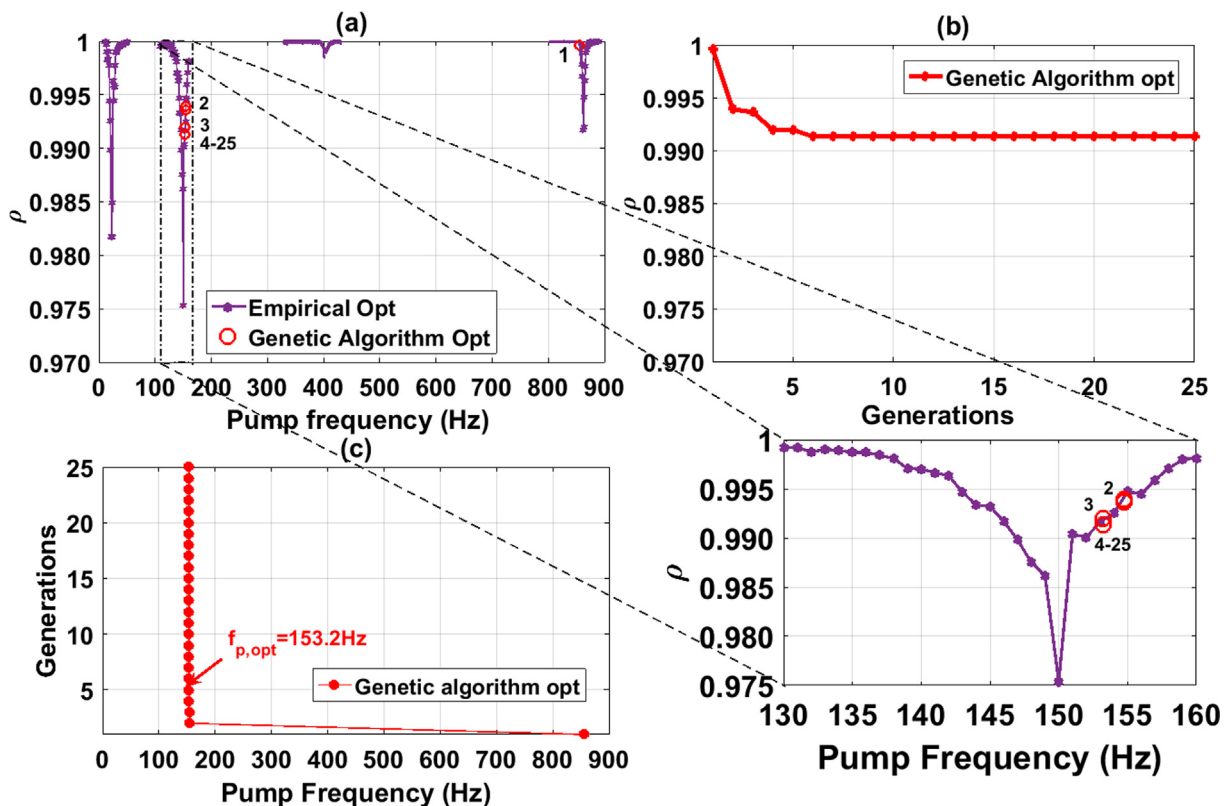 (a)
1
0.995
0.990
0.985
0.980
0.975
0.970
ρ
1
2
3
4-25
Empirical Opt
Genetic Algorithm Opt
0 100 200 300 400 500 600 700 800 900
Pump frequency (Hz)
(b)
1
0.995
0.990
0.985
0.980
0.975
0.970
ρ
Genetic Algorithm opt
5 10 15 20 25
Generations
(c)
25
20
15
10
5
Generations
f p,opt=153.2Hz
Genetic algorithm opt
0 100 200 300 400 500 600 700 800 900
Pump Frequency (Hz)
1
0.995
0.990
0.985
0.980
0.975
ρ
2
3
4-25
130 135 140 145 150 155 160
Pump Frequency (Hz)